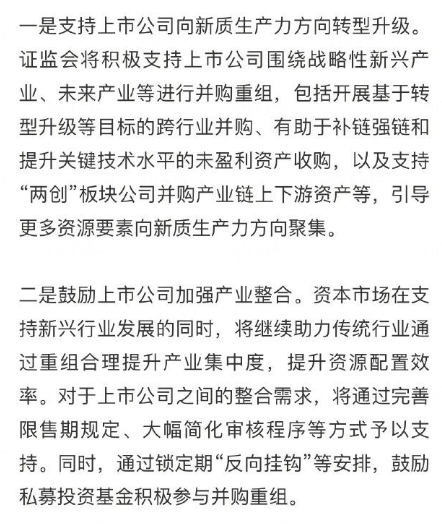 一是支持上市公司向新质生产力方向转型升级。
证监会将积极支持上市公司围绕战略性新兴产
业、未来产业等进行并购重组，包括开展基于转
型升级等目标的跨行业并购、有助于补链强链和
提升关键技术水平的未盈利资产收购，以及支持
“两创”板块公司并购产业链上下游资产等，引导
更多资源要素向新质生产力方向聚集。
二是鼓励上市公司加强产业整合。资本市场在支
持新兴行业发展的同时，将继续助力传统行业通
过重组合理提升产业集中度，提升资源配置效
率。对于上市公司之间的整合需求，将通过完善
限售期规定、大幅简化审核程序等方式予以支
持。同时，通过锁定期“反向挂钩”等安排，鼓励
私募投资基金积极参与并购重组。